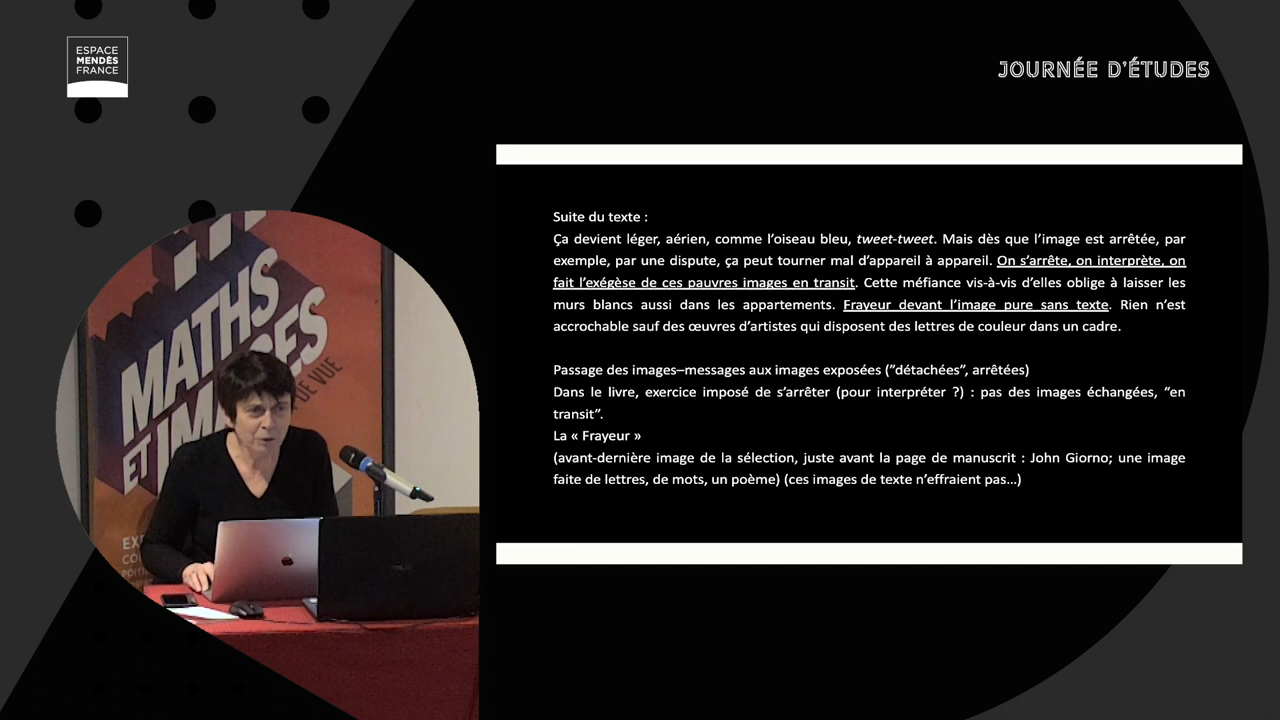 ESPACE
MENDÈS
FRANCE
JOURNÉE D'ÉTUDES
Suite du texte :
Ça devient léger, aérien, comme l'oiseau bleu, tweet-tweet. Mais dès que l'image est arrêtée, par
exemple, par une dispute, ça peut tourner mal d'appareil à appareil. On s'arrête, on interprète, on
fait l'exégèse de ces pauvres images en transit. Cette méfiance vis-à-vis d'elles oblige à laisser les
murs blancs aussi dans les appartements. Frayeur devant l'image pure sans texte. Rien n'est
accrochable sauf des œuvres d'artistes qui disposent des lettres de couleur dans un cadre.
Passage des images–messages aux images exposées ("détachées", arrêtées)
Dans le livre, exercice imposé de s'arrêter (pour interpréter ?) : pas des images échangées, "en
transit".
La « Frayeur »
(avant-dernière image de la sélection, juste avant la page de manuscrit : John Giorno; une image
faite de lettres, de mots, un poème) (ces images de texte n'effraient pas...)
MATHS
ET
DE VUE